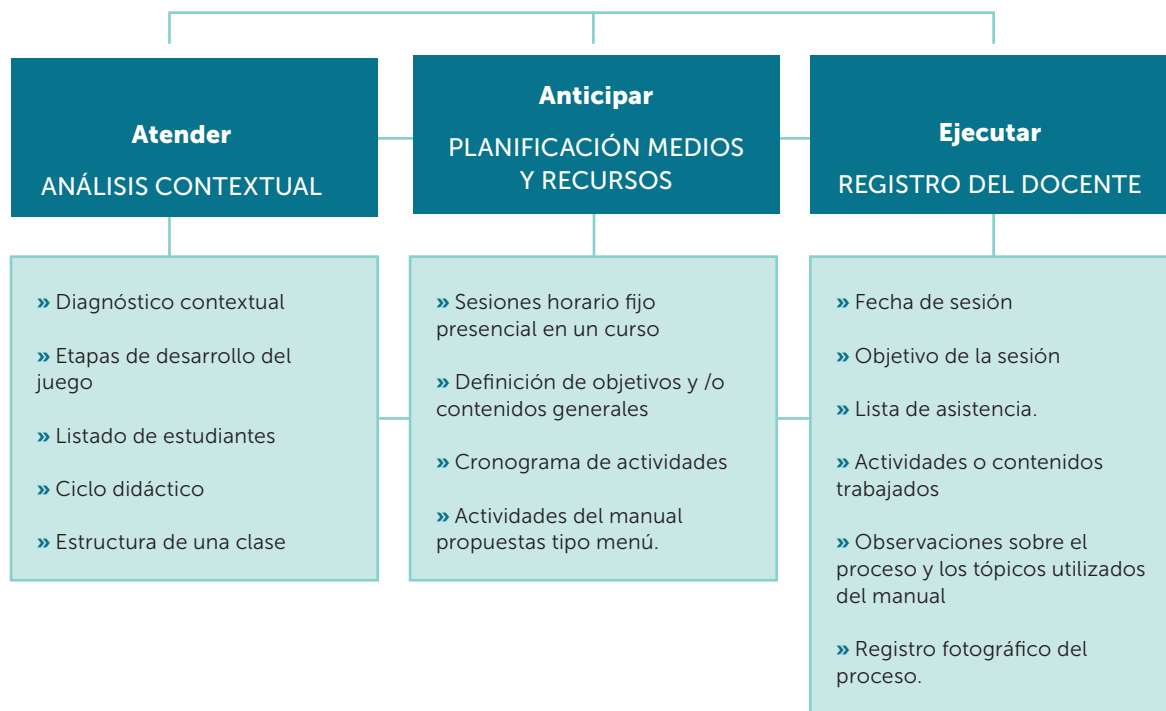 Atender
ANÁLISIS CONTEXTUAL
» Diagnóstico contextual
» Etapas de desarrollo del
juego
» Listado de estudiantes
» Ciclo didáctico
» Estructura de una clase
Anticipar
PLANIFICACIÓN MEDIOS
Y RECURSOS
» Sesiones horario fijo
presencial en un curso
» Definición de objetivos y /o
contenidos generales
» Cronograma de actividades
» Actividades del manual
propuestas tipo menú.
Ejecutar
REGISTRO DEL DOCENTE
» Fecha de sesión
» Objetivo de la sesión
» Lista de asistencia.
» Actividades o contenidos
trabajados
» Observaciones sobre el
proceso y los tópicos utilizados
del manual
» Registro fotográfico del
proceso.